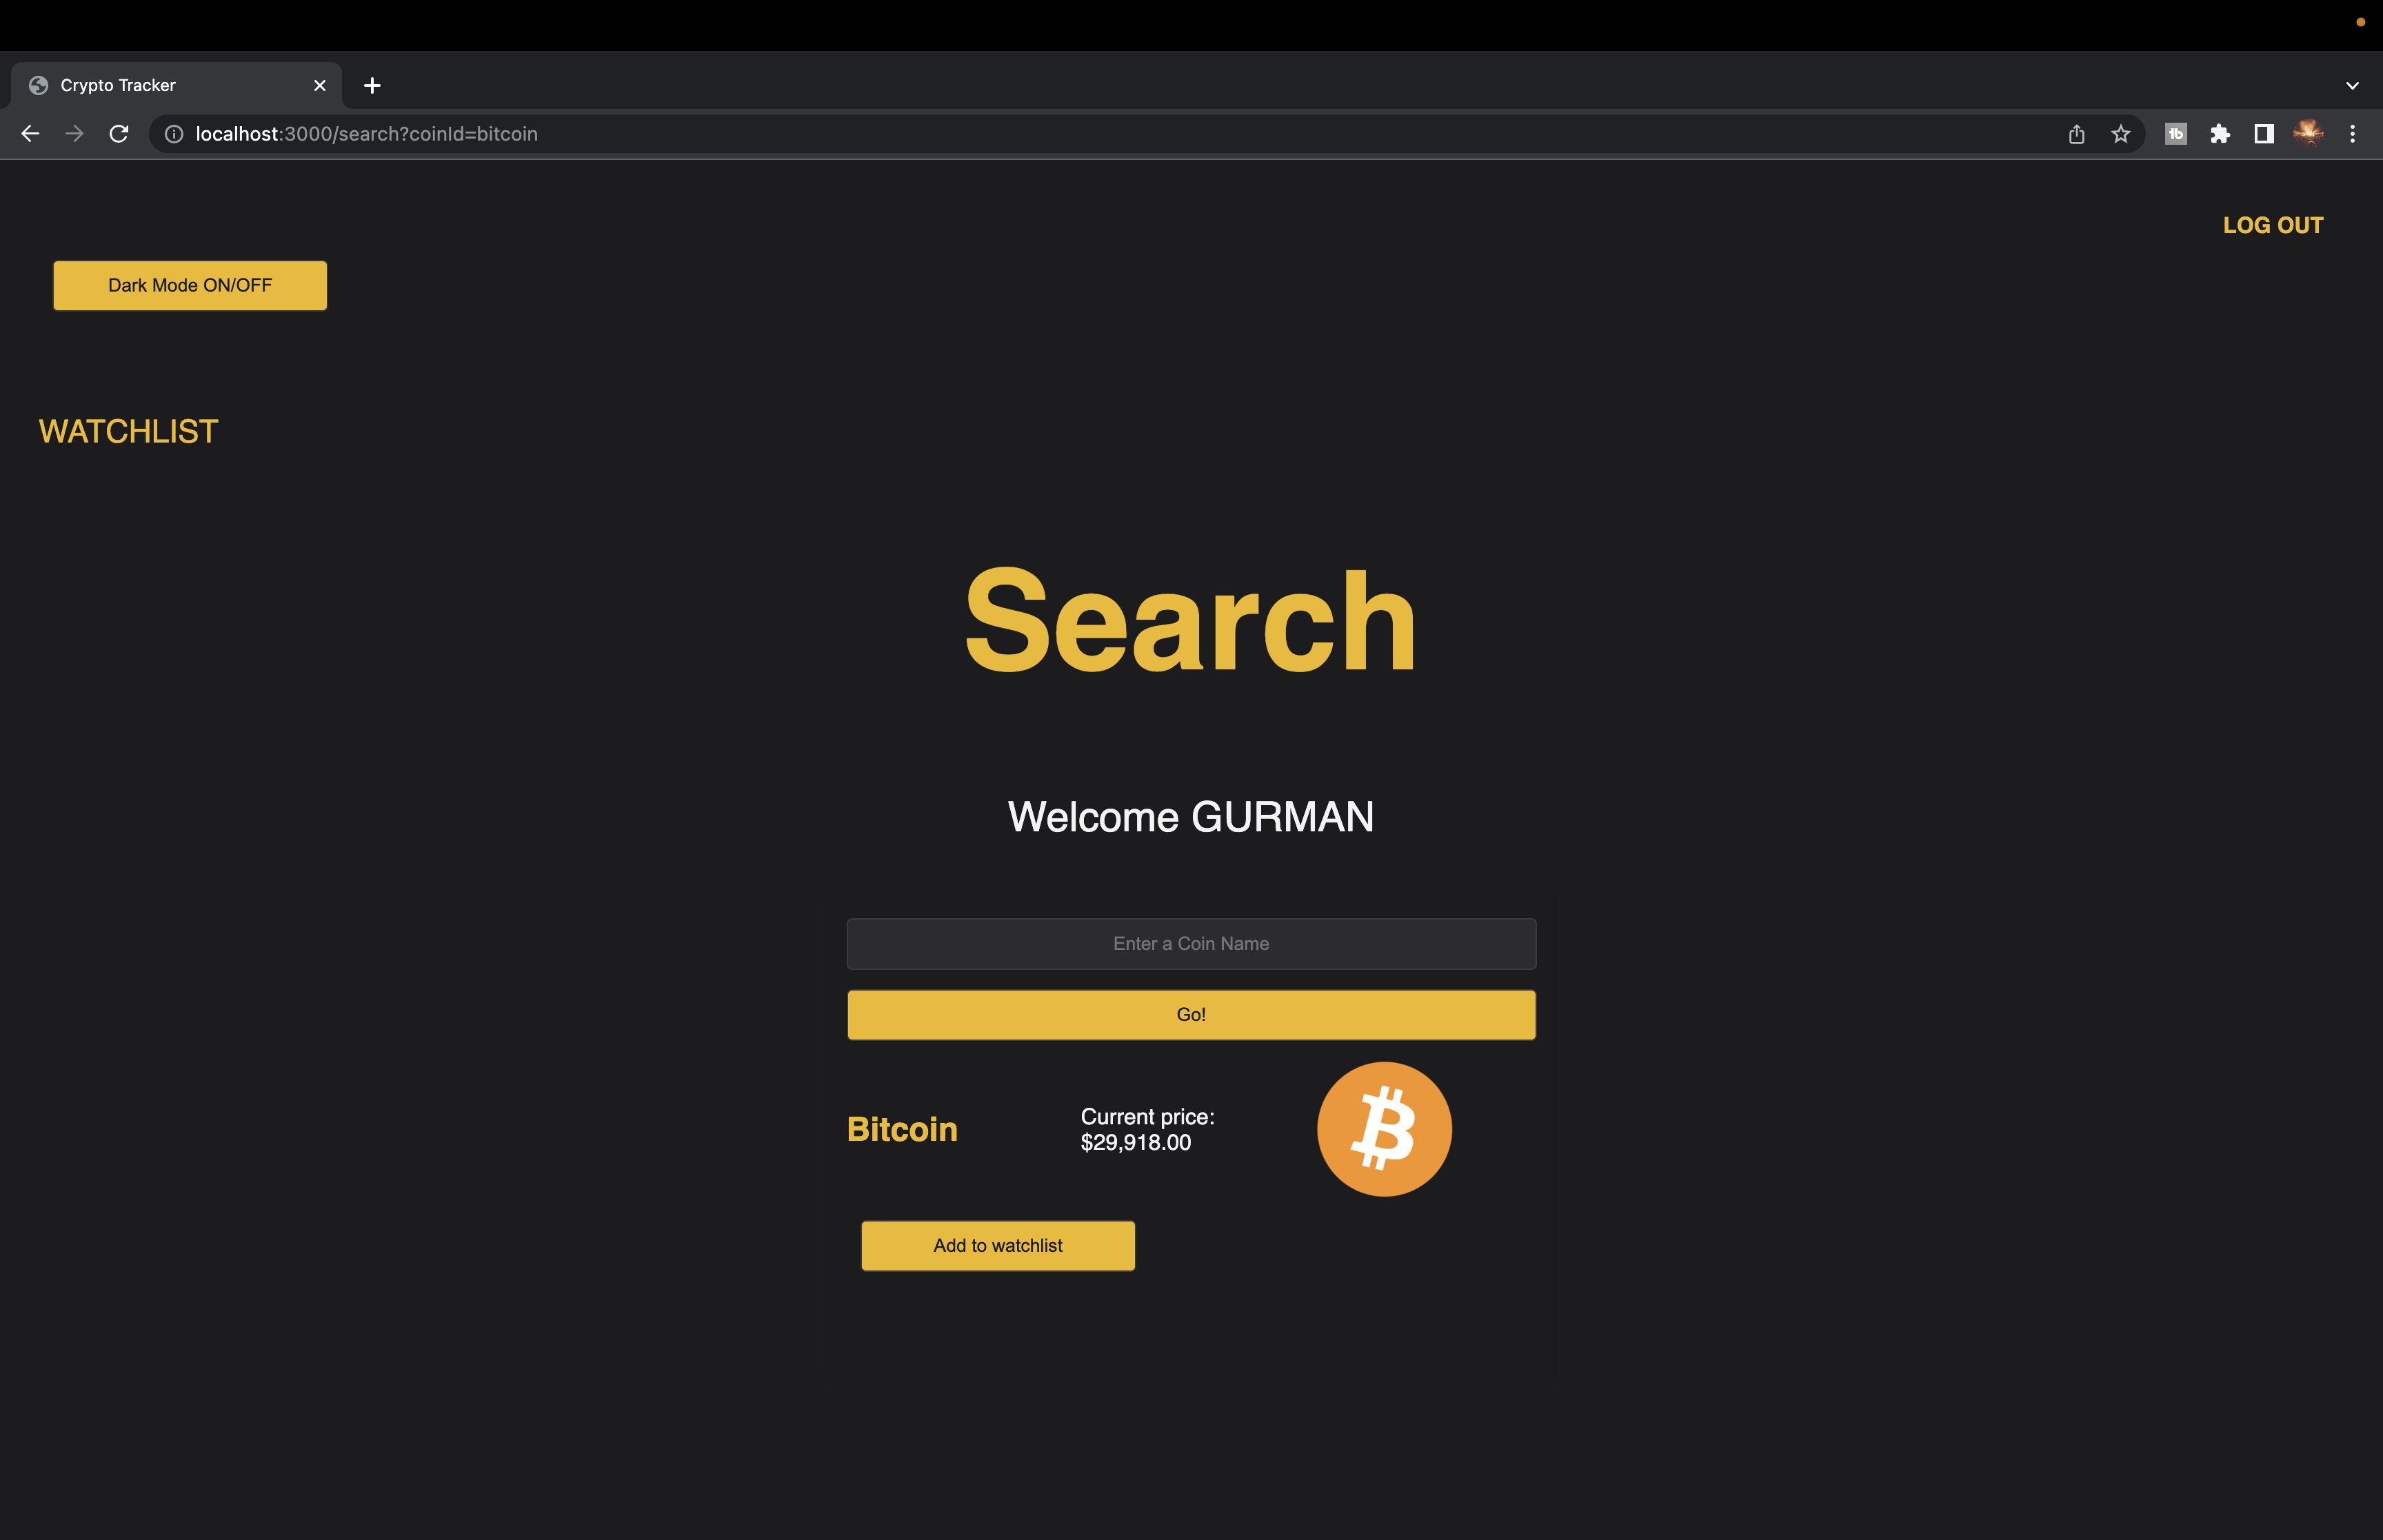 Crypto Tracker
localhost:3000/search?coinId=bitcoin
tb
LOG OUT
Dark Mode ON/OFF
WATCHLIST
Search
Welcome GURMAN
Enter a Coin Name
Go!
Bitcoin
Current price:
$29,918.00
Add to watchlist